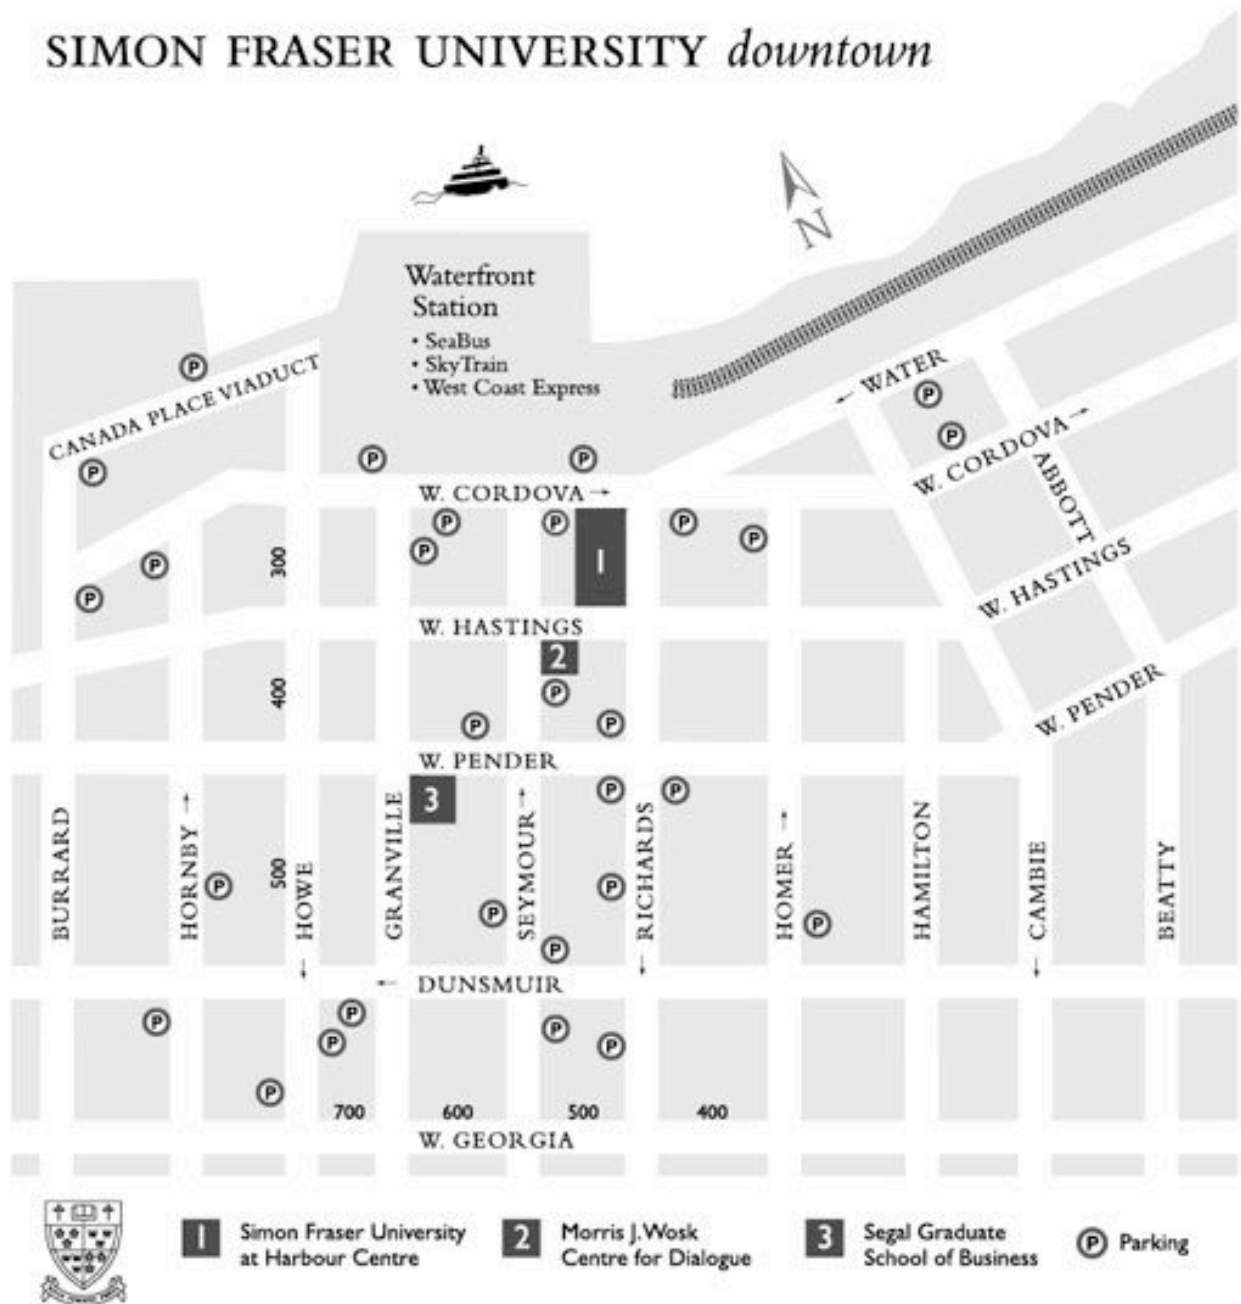 SIMON FRASER UNIVERSITY downtown
N
Waterfront
Station
• SeaBus
• SkyTrain
• West Coast Express
CANADA PLACE VIADUCT
P
P
P
P
← WATER
P
P
W. CORDOVA →
ABBOTT
W. HASTINGS
W. PENDER
W. CORDOVA →
P
P
P
P
P
P
P
1
300
W. HASTINGS
2
P
P
P
400
W. PENDER
3
P
P
BURRARD
HORNBY →
P
500
HOWE
GRANVILLE
SEYMOUR →
P
P
P
RICHARDS
HOMER →
P
HAMILTON
CAMBIE
BEATTY
← DUNSMUIR
P
P
P
P
P
P
700
600
500
400
W. GEORGIA
1 Simon Fraser University
at Harbour Centre
2 Morris J. Wosk
Centre for Dialogue
3 Segal Graduate
School of Business
P Parking